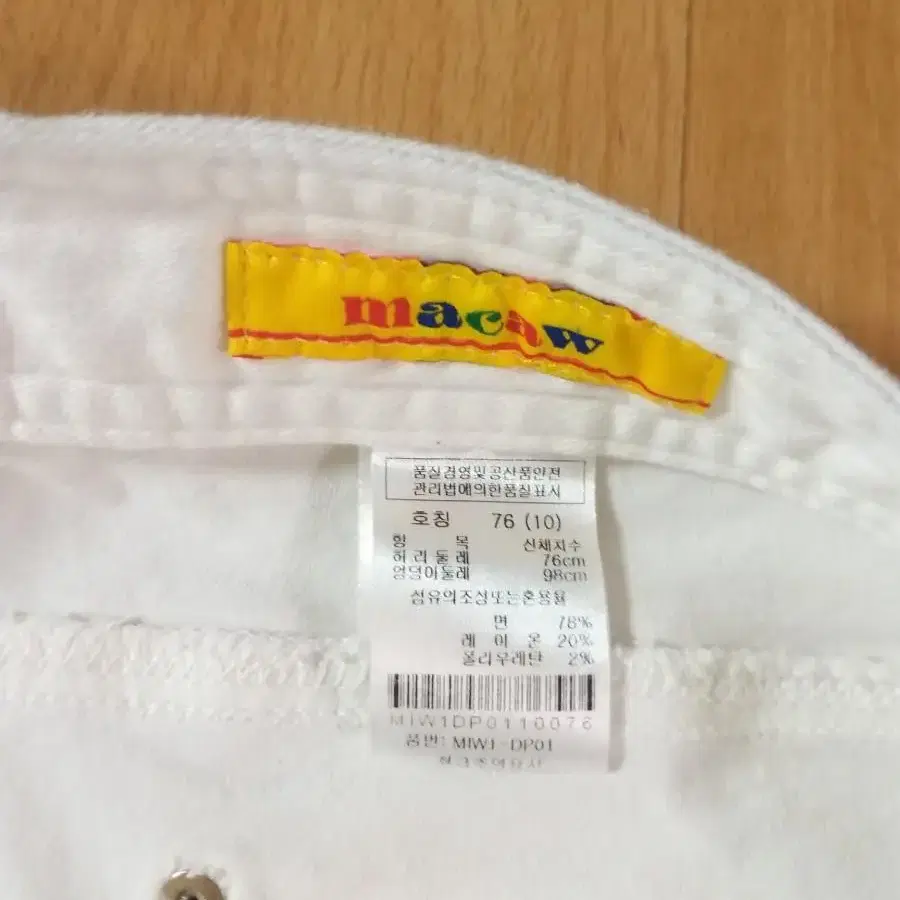 macaw
품질경영및공산품안전
관리법에의한품질표시
호칭 76 (10)
항 목 신체치수
허리둘레 76cm
엉덩이둘레 98cm
섬유의조성또는혼용율
면 78%
레이온 20%
폴리우레탄 2%
MIW1DP0110076
품번: MIW1-DP01